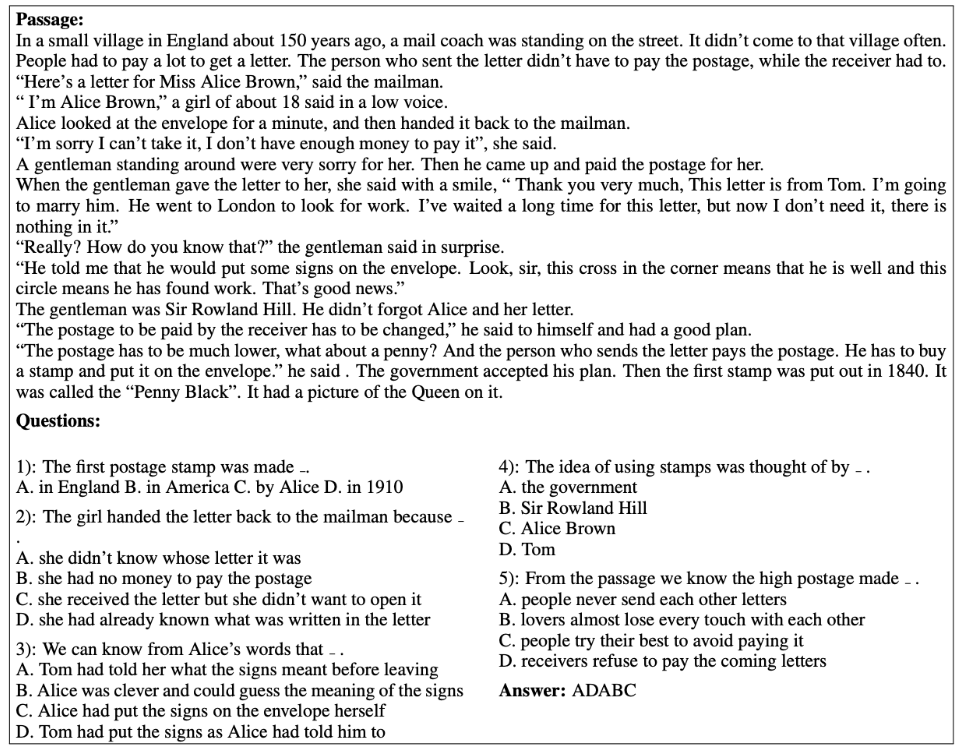 Passage:
In a small village in England about 150 years ago, a mail coach was standing on the street. It didn’t come to that village often.
People had to pay a lot to get a letter. The person who sent the letter didn’t have to pay the postage, while the receiver had to.
“Here’s a letter for Miss Alice Brown,” said the mailman.
“ I’m Alice Brown,” a girl of about 18 said in a low voice.
Alice looked at the envelope for a minute, and then handed it back to the mailman.
“I’m sorry I can’t take it, I don’t have enough money to pay it”, she said.
A gentleman standing around were very sorry for her. Then he came up and paid the postage for her.
When the gentleman gave the letter to her, she said with a smile, “ Thank you very much, This letter is from Tom. I’m going
to marry him. He went to London to look for work. I’ve waited a long time for this letter, but now I don’t need it, there is
nothing in it.”
“Really? How do you know that?” the gentleman said in surprise.
“He told me that he would put some signs on the envelope. Look, sir, this cross in the corner means that he is well and this
circle means he has found work. That’s good news.”
The gentleman was Sir Rowland Hill. He didn’t forgot Alice and her letter.
“The postage to be paid by the receiver has to be changed,” he said to himself and had a good plan.
“The postage has to be much lower, what about a penny? And the person who sends the letter pays the postage. He has to buy
a stamp and put it on the envelope.” he said . The government accepted his plan. Then the first stamp was put out in 1840. It
was called the “Penny Black”. It had a picture of the Queen on it.
Questions:
1): The first postage stamp was made _.
A. in England B. in America C. by Alice D. in 1910
2): The girl handed the letter back to the mailman because _
.
A. she didn’t know whose letter it was
B. she had no money to pay the postage
C. she received the letter but she didn’t want to open it
D. she had already known what was written in the letter
3): We can know from Alice’s words that _ .
A. Tom had told her what the signs meant before leaving
B. Alice was clever and could guess the meaning of the signs
C. Alice had put the signs on the envelope herself
D. Tom had put the signs as Alice had told him to
4): The idea of using stamps was thought of by _ .
A. the government
B. Sir Rowland Hill
C. Alice Brown
D. Tom
5): From the passage we know the high postage made _ .
A. people never send each other letters
B. lovers almost lose every touch with each other
C. people try their best to avoid paying it
D. receivers refuse to pay the coming letters
Answer: ADABC